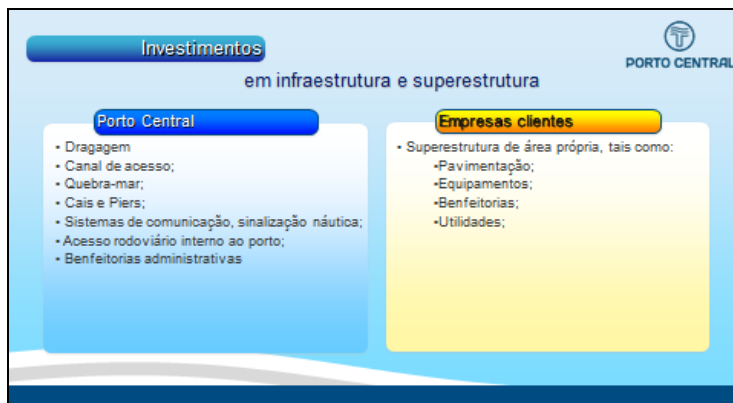 Investimentos
PORTO CENTRAL
em infraestrutura e superestrutura
Porto Central
• Dragagem
• Canal de acesso;
• Quebra-mar;
• Cais e Piers;
• Sistemas de comunicação, sinalização náutica;
• Acesso rodoviário interno ao porto;
• Benfeitorias administrativas
Empresas clientes
• Superestrutura de área própria, tais como:
•Pavimentação;
•Equipamentos;
•Benfeitorias;
•Utilidades;